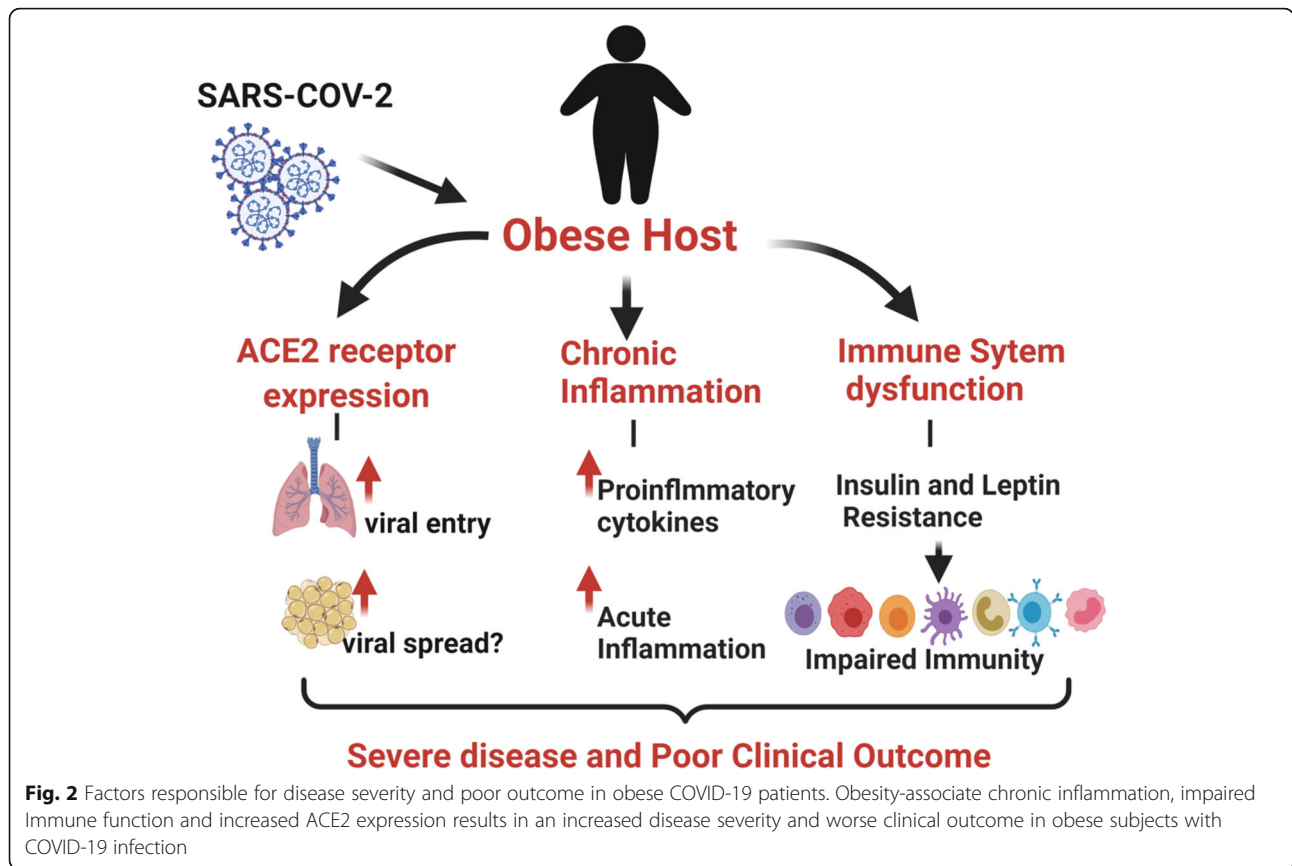 SARS-COV-2
Obese Host
ACE2 receptor
expression
viral entry
viral spread?
Chronic
Inflammation
Proinflmmatory
cytokines
Acute
Inflammation
Immune Sytem
dysfunction
Insulin and Leptin
Resistance
Impaired Immunity
Severe disease and Poor Clinical Outcome
Fig. 2 Factors responsible for disease severity and poor outcome in obese COVID-19 patients. Obesity-associate chronic inflammation, impaired
Immune function and increased ACE2 expression results in an increased disease severity and worse clinical outcome in obese subjects with
COVID-19 infection